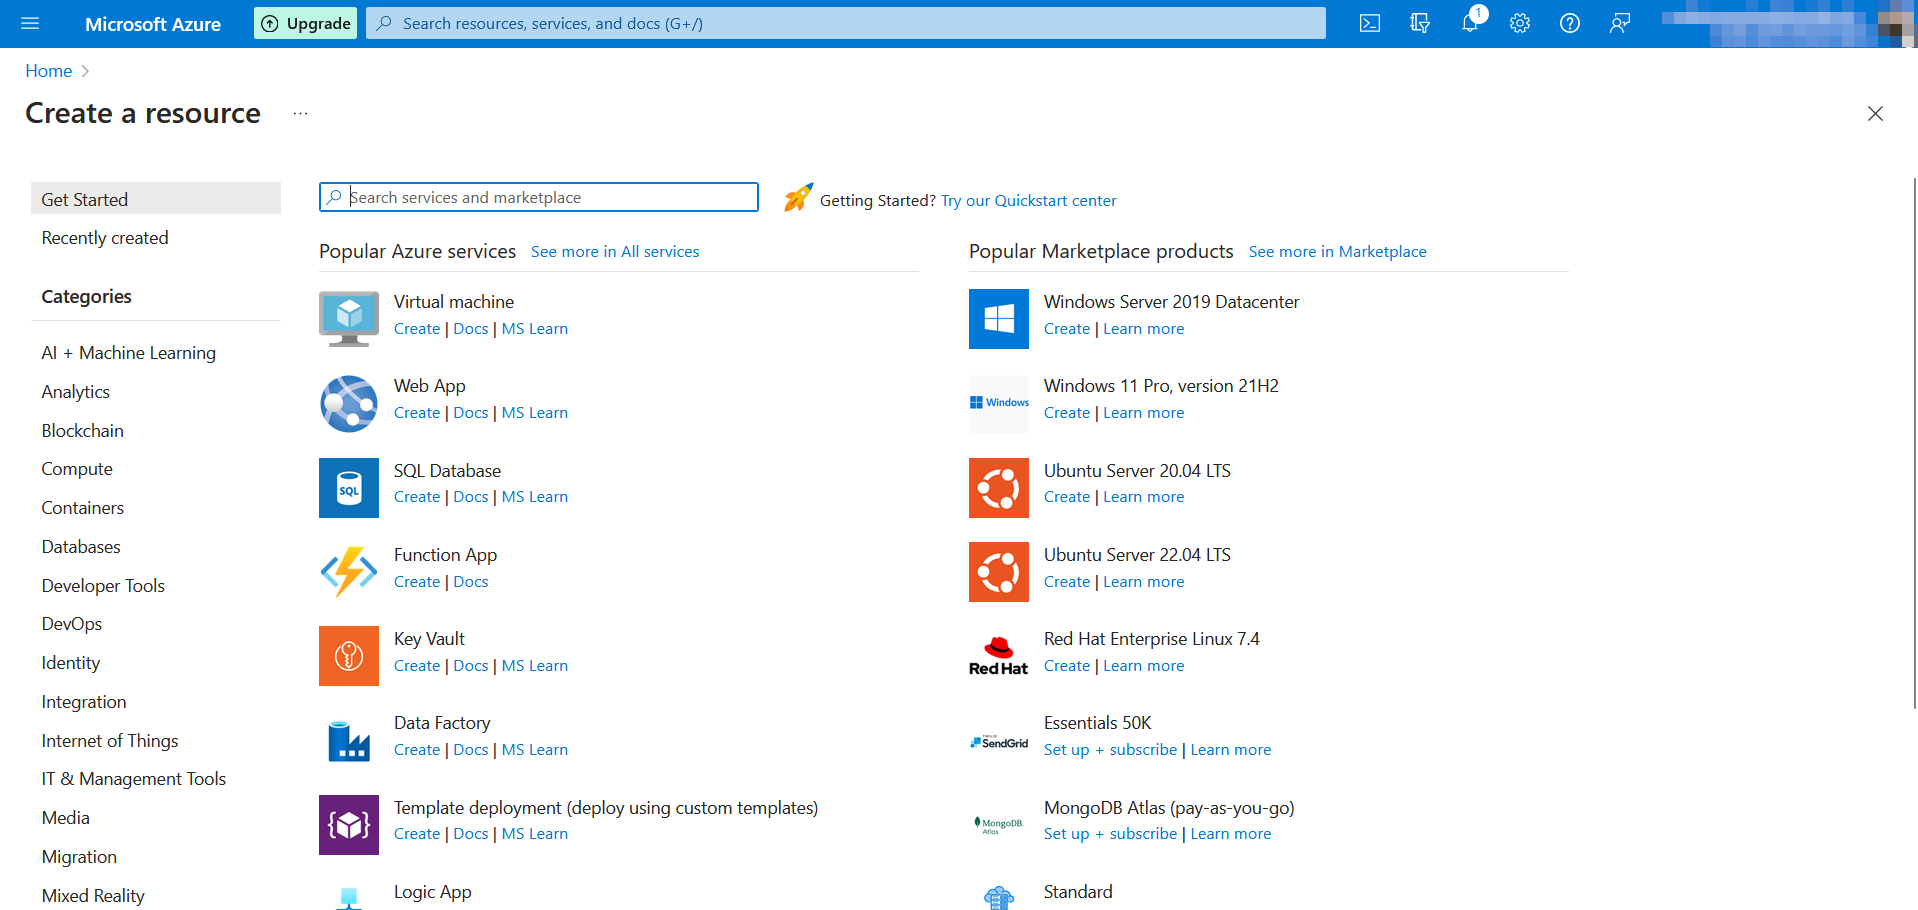 Microsoft Azure
Upgrade
Search resources, services, and docs (G+/)
1
Home
Create a resource
...
Get Started
Recently created
Categories
AI + Machine Learning
Analytics
Blockchain
Compute
Containers
Databases
Developer Tools
DevOps
Identity
Integration
Internet of Things
IT & Management Tools
Media
Migration
Mixed Reality
Search services and marketplace
Getting Started? Try our Quickstart center
Popular Azure services See more in All services
Virtual machine
Create | Docs | MS Learn
Web App
Create | Docs | MS Learn
SQL
SQL Database
Create | Docs | MS Learn
Function App
Create | Docs
Key Vault
Create | Docs | MS Learn
Data Factory
Create | Docs | MS Learn
Template deployment (deploy using custom templates)
Create | Docs | MS Learn
Logic App
Popular Marketplace products See more in Marketplace
Windows Server 2019 Datacenter
Create | Learn more
Windows
Windows 11 Pro, version 21H2
Create | Learn more
Ubuntu Server 20.04 LTS
Create | Learn more
Ubuntu Server 22.04 LTS
Create | Learn more
Red Hat
Red Hat Enterprise Linux 7.4
Create | Learn more
TWILIO
SendGrid
Essentials 50K
Set up + subscribe | Learn more
MongoDB.
Atlas
MongoDB Atlas (pay-as-you-go)
Set up + subscribe | Learn more
Standard